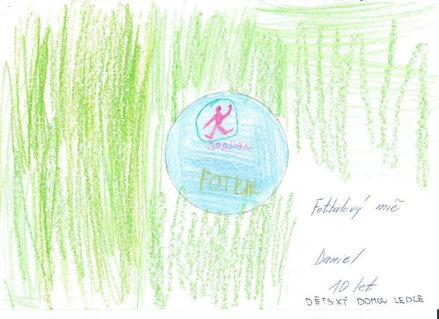 FOTBAL
Fotbalový míč
Daniel
10 let
DĚTSKÝ DOMOV LEDCE